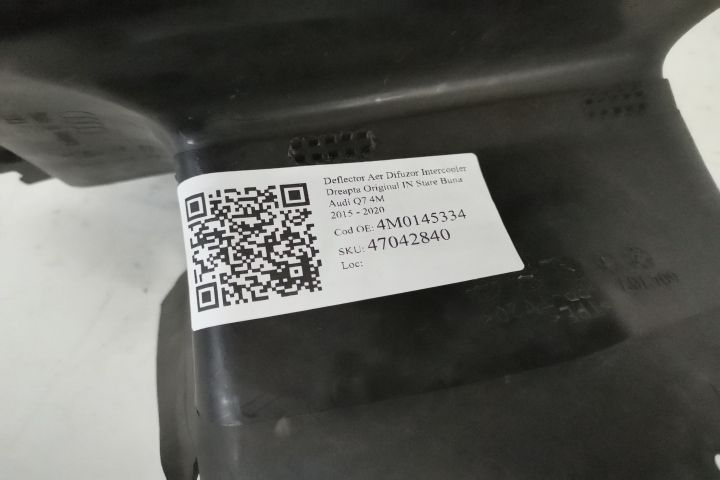 Deflector Aer Difuzor Intercooler
Dreapta Original IN Stare Buna
Audi Q7 4M
2015 - 2020
Cod OE: 4M0145334
SKU: 47042840
Loc: